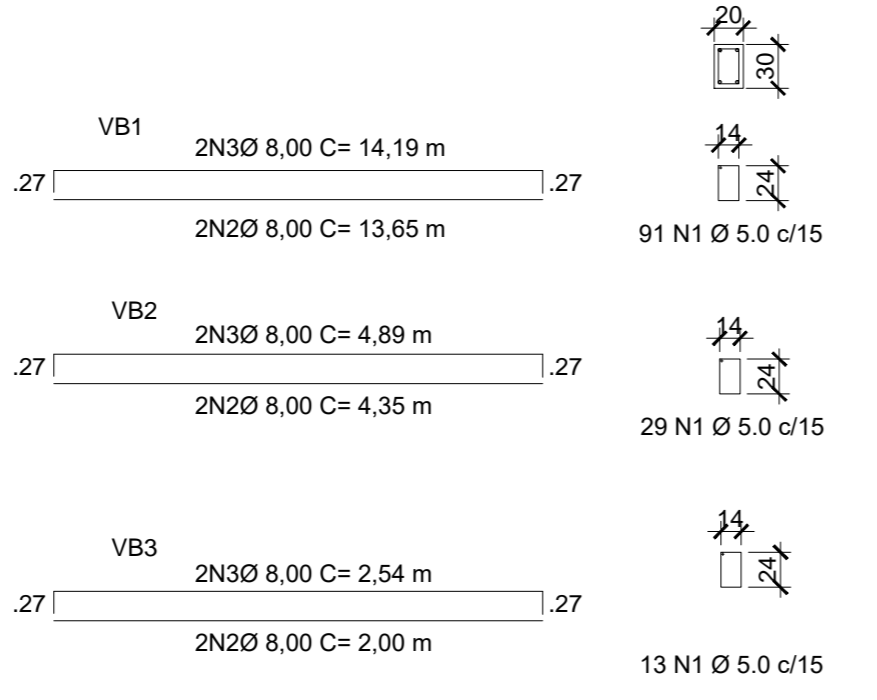 20
30
VB1
2N3Ø 8,00 C= 14,19 m
.27
.27
2N2Ø 8,00 C= 13,65 m
14
24
91 N1 Ø 5.0 c/15
VB2
2N3Ø 8,00 C= 4,89 m
.27
.27
2N2Ø 8,00 C= 4,35 m
14
24
29 N1 Ø 5.0 c/15
VB3
2N3Ø 8,00 C= 2,54 m
.27
.27
2N2Ø 8,00 C= 2,00 m
14
24
13 N1 Ø 5.0 c/15